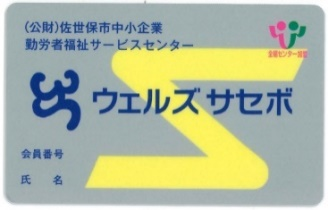 (公財)佐世保市中小企業
勤労者福祉サービスセンター
ウェルズ サセボ
会員番号
氏 名